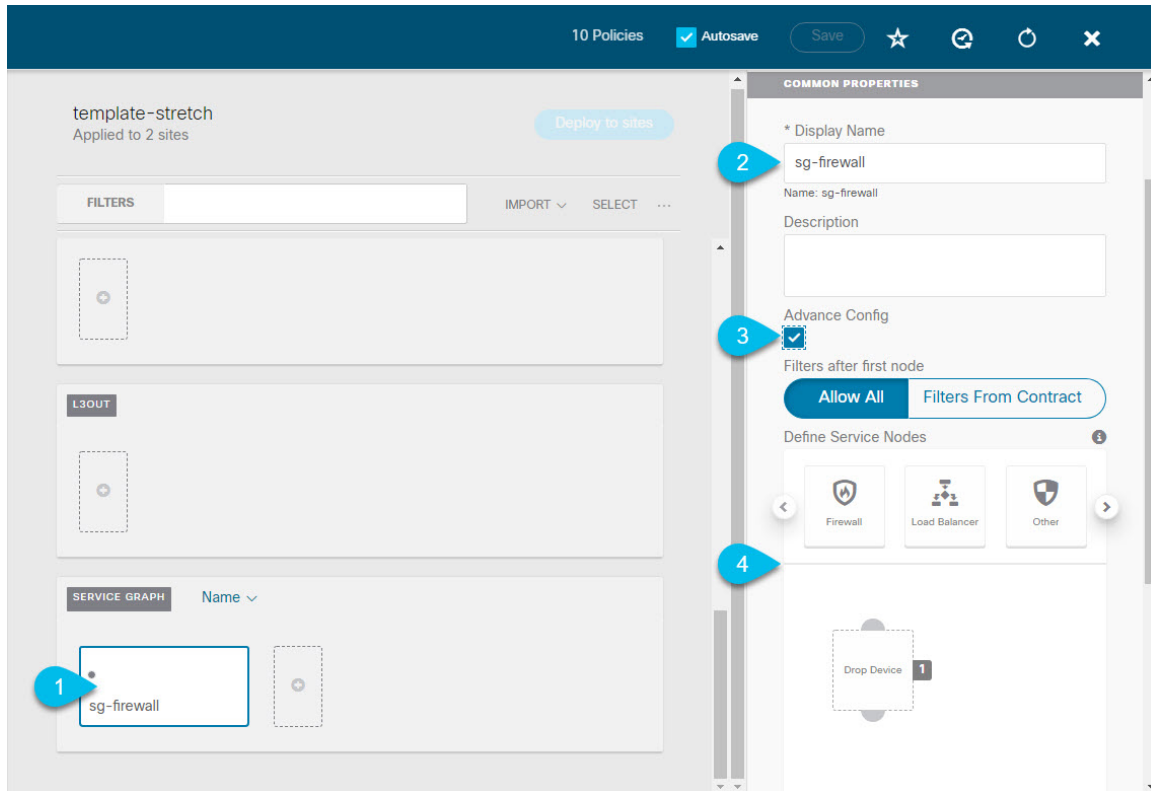 10 Policies Autosave Save
template-stretch
Applied to 2 sites
Deploy to sites
FILTERS
IMPORT SELECT ...
L3OUT
SERVICE GRAPH Name
1
sg-firewall
COMMON PROPERTIES
* Display Name
2
sg-firewall
Name: sg-firewall
Description
Advance Config
3
Filters after first node
Allow All Filters From Contract
Define Service Nodes
Firewall Load Balancer Other
4
Drop Device 1